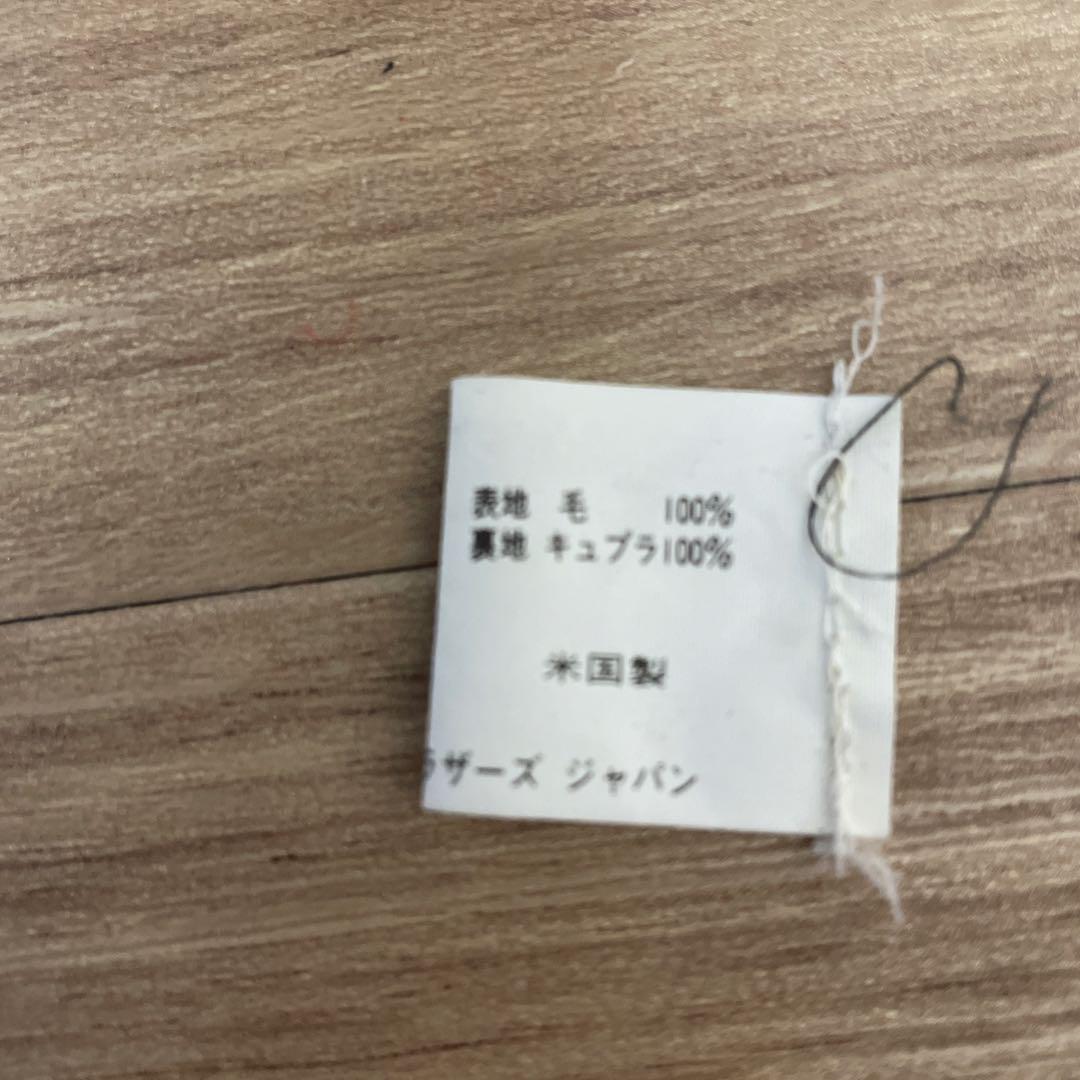 表地 毛 100%
裏地 キュプラ100%
米国製
ラザーズ ジャパン